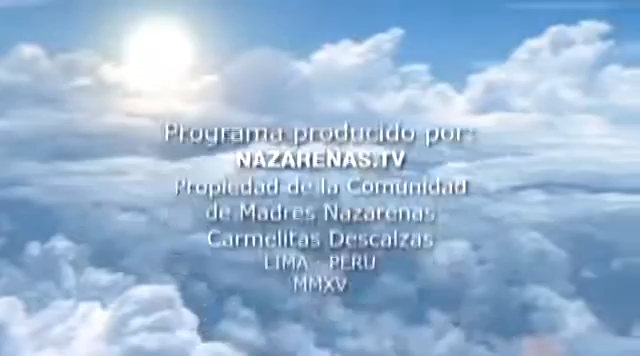 Programa producido por:
NAZARENAS.TV
Propiedad de la Comunidad
de Madres Nazarenas
Carmelitas Descalzas
LIMA - PERU
MMXV